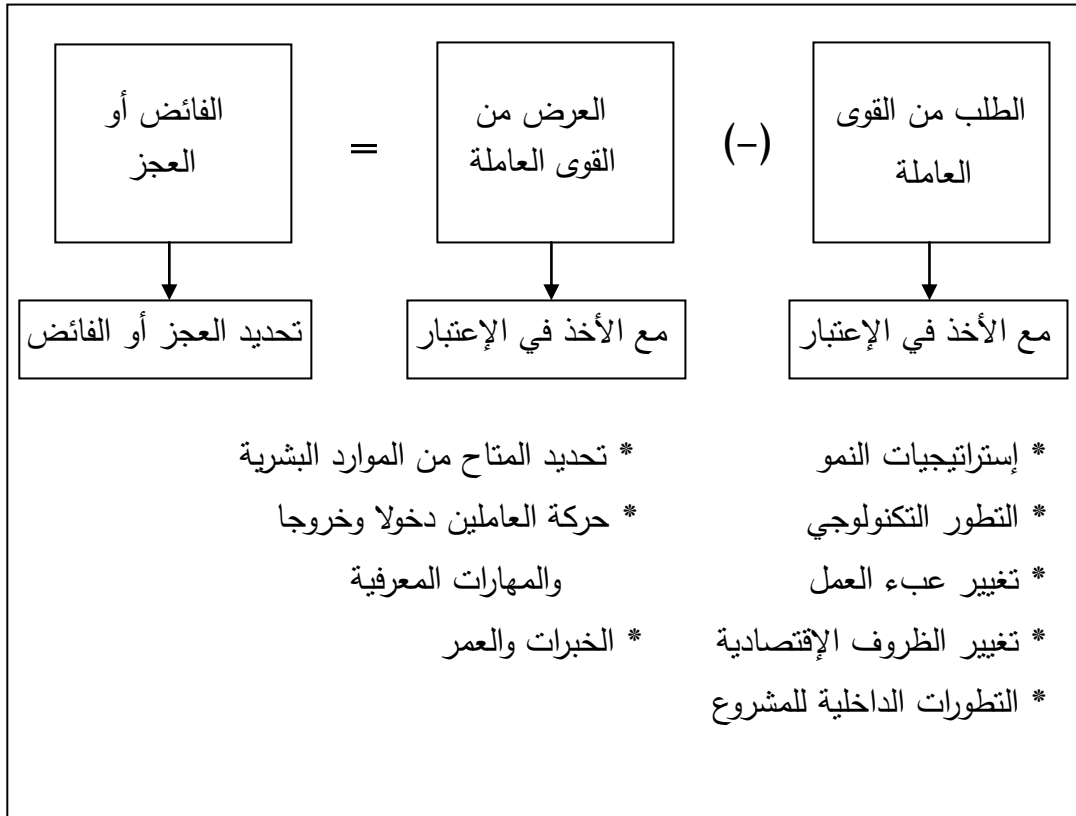 الطلب من القوى
العاملة
(–)
العرض من
القوى العاملة
=
الفائض أو
العجز
مع الأخذ في الإعتبار
مع الأخذ في الإعتبار
تحديد العجز أو الفائض
* إستراتيجيات النمو
* التطور التكنولوجي
* تغيير عبء العمل
* تغيير الظروف الإقتصادية
* التطورات الداخلية للمشروع
* تحديد المتاح من الموارد البشرية
* حركة العاملين دخولا وخروجا
والمهارات المعرفية
* الخبرات والعمر